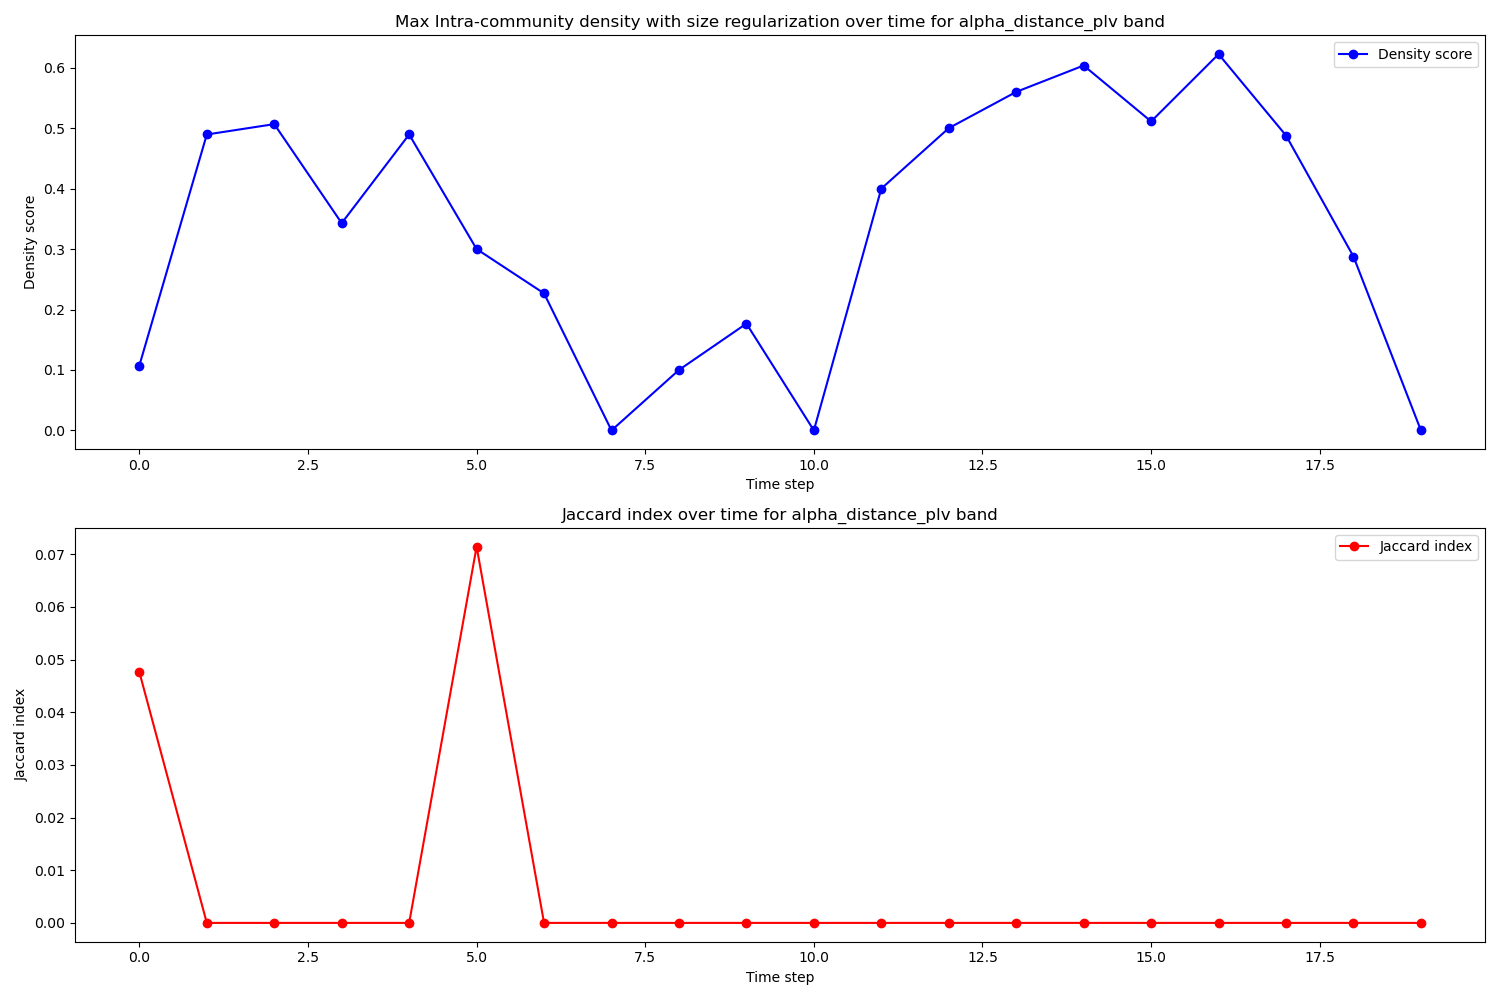 Max Intra-community density with size regularization over time for alpha_distance_plv band
Density score
0.6
0.5
0.4
0.3
0.2
0.1
0.0
Density score
0.0 2.5 5.0 7.5 10.0 12.5 15.0 17.5
Time step
Jaccard index over time for alpha_distance_plv band
Jaccard index
0.07
0.06
0.05
0.04
0.03
0.02
0.01
0.00
Jaccard index
0.0 2.5 5.0 7.5 10.0 12.5 15.0 17.5
Time step